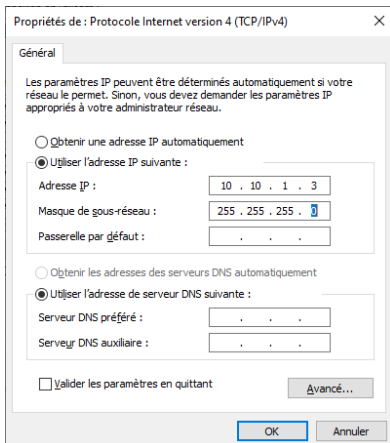 Propriétés de : Protocole Internet version 4 (TCP/IPv4)
Général
Les paramètres IP peuvent être déterminés automatiquement si votre
réseau le permet. Sinon, vous devez demander les paramètres IP
appropriés à votre administrateur réseau.
Obtenir une adresse IP automatiquement
Utiliser l'adresse IP suivante :
Adresse IP : 10 . 10 . 1 . 3
Masque de sous-réseau : 255 . 255 . 255 . 0
Passerelle par défaut : . . .
Obtenir les adresses des serveurs DNS automatiquement
Utiliser l'adresse de serveur DNS suivante :
Serveur DNS préféré : . . .
Serveur DNS auxiliaire : . . .
Valider les paramètres en quittant
Avancé...
OK Annuler